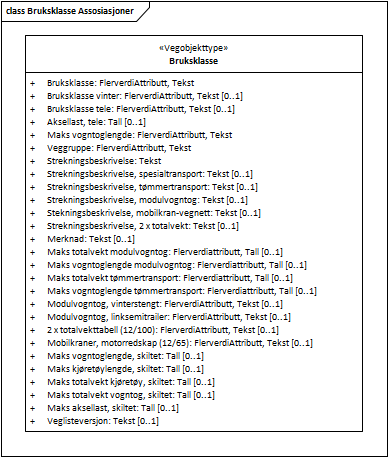 class Bruksklasse Assosiasjoner
«Vegobjekttype»
Bruksklasse
+ Bruksklasse: FlerverdiAttributt, Tekst
+ Bruksklasse vinter: FlerverdiAttributt, Tekst [0..1]
+ Bruksklasse tele: FlerverdiAttributt, Tekst [0..1]
+ Aksellast, tele: Tall [0..1]
+ Maks vogntoglengde: FlerverdiAttributt, Tekst
+ Veggruppe: FlerverdiAttributt, Tekst
+ Strekningsbeskrivelse: Tekst
+ Strekningsbeskrivelse, spesialtransport: Tekst [0..1]
+ Strekningsbeskrivelse, tømmertransport: Tekst [0..1]
+ Strekningsbeskrivelse, modulvogntog: Tekst [0..1]
+ Stekningsbeskrivelse, mobilkran-vegnett: Tekst [0..1]
+ Strekningsbeskrivelse, 2 x totalvekt: Tekst [0..1]
+ Merknad: Tekst [0..1]
+ Maks totalvekt modulvogntog: Flerverdiattributt, Tall [0..1]
+ Maks vogntoglengde modulvogntog: Flerverdiattributt, Tall [0..1]
+ Maks totalvekt tømmertransport: Flerverdiattributt, Tall [0..1]
+ Maks vogntoglengde tømmertransport: Flerverdiattributt, Tall [0..1]
+ Modulvogntog, vinterstengt: FlerverdiAttributt, Tekst [0..1]
+ Modulvogntog, linksemitrailer: FlerverdiAttributt, Tekst [0..1]
+ 2 x totalvekttabell (12/100): FlerverdiAttributt, Tekst [0..1]
+ Mobilkraner, motorredskap (12/65): FlerverdiAttributt, Tekst [0..1]
+ Maks vogntoglengde, skiltet: Tall [0..1]
+ Maks kjøretøylengde, skiltet: Tall [0..1]
+ Maks totalvekt kjøretøy, skiltet: Tall [0..1]
+ Maks totalvekt vogntog, skiltet: Tall [0..1]
+ Maks aksellast, skiltet: Tall [0..1]
+ Veglisteversjon: Tekst [0..1]